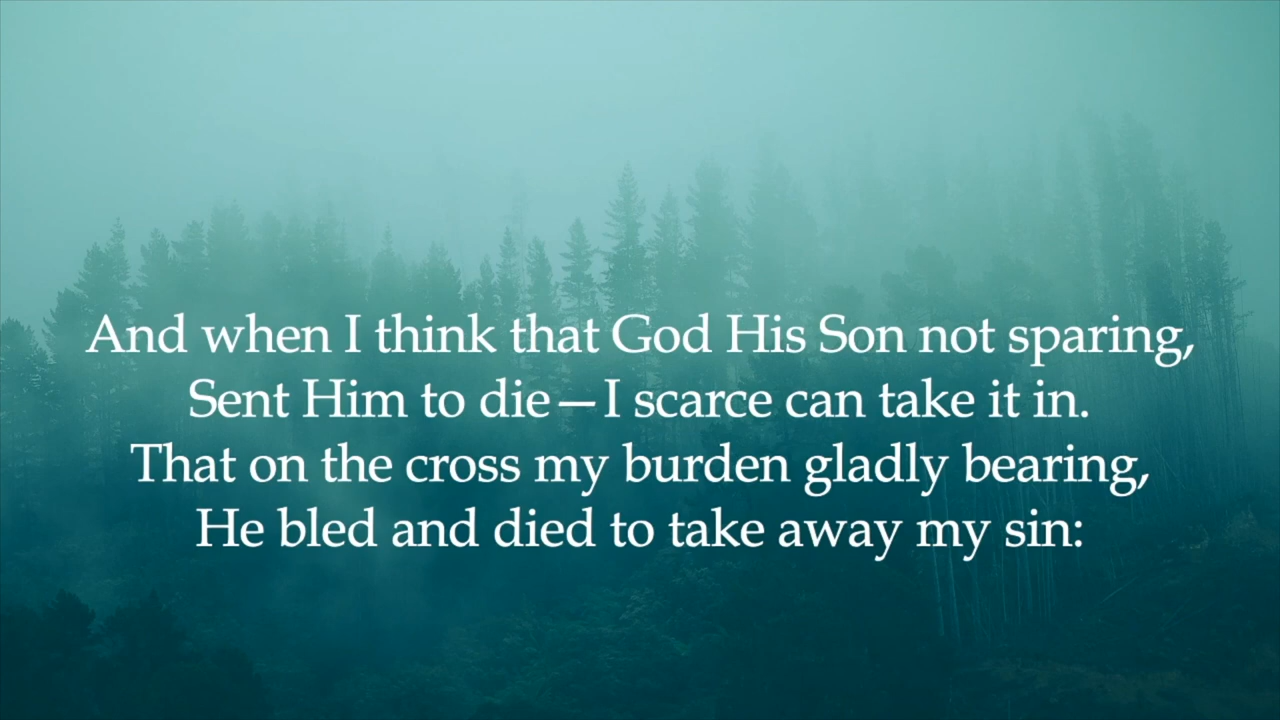 And when I think that God His Son not sparing,
Sent Him to die—I scarce can take it in.
That on the cross my burden gladly bearing,
He bled and died to take away my sin: